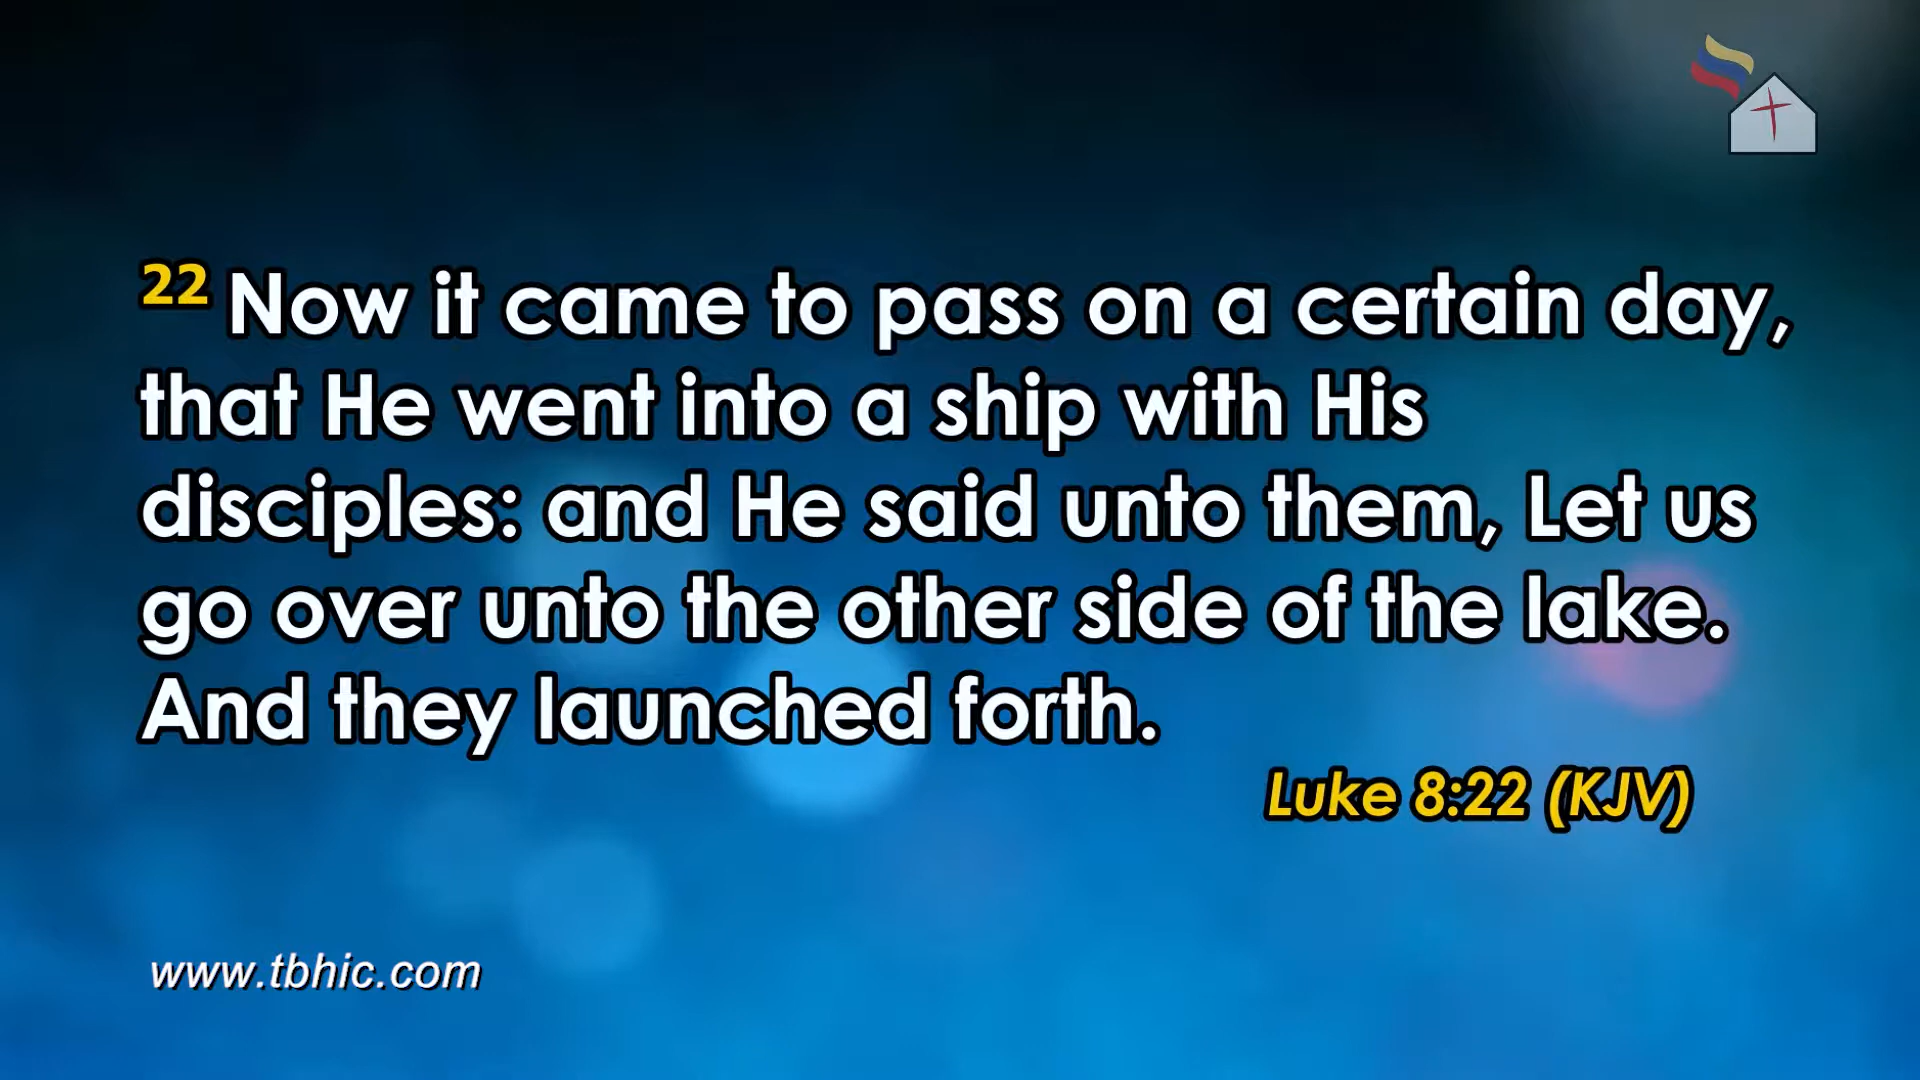 22 Now it came to pass on a certain day,
that He went into a ship with His
disciples: and He said unto them, Let us
go over unto the other side of the lake.
And they launched forth.
Luke 8:22 (KJV)
www.tbhic.com